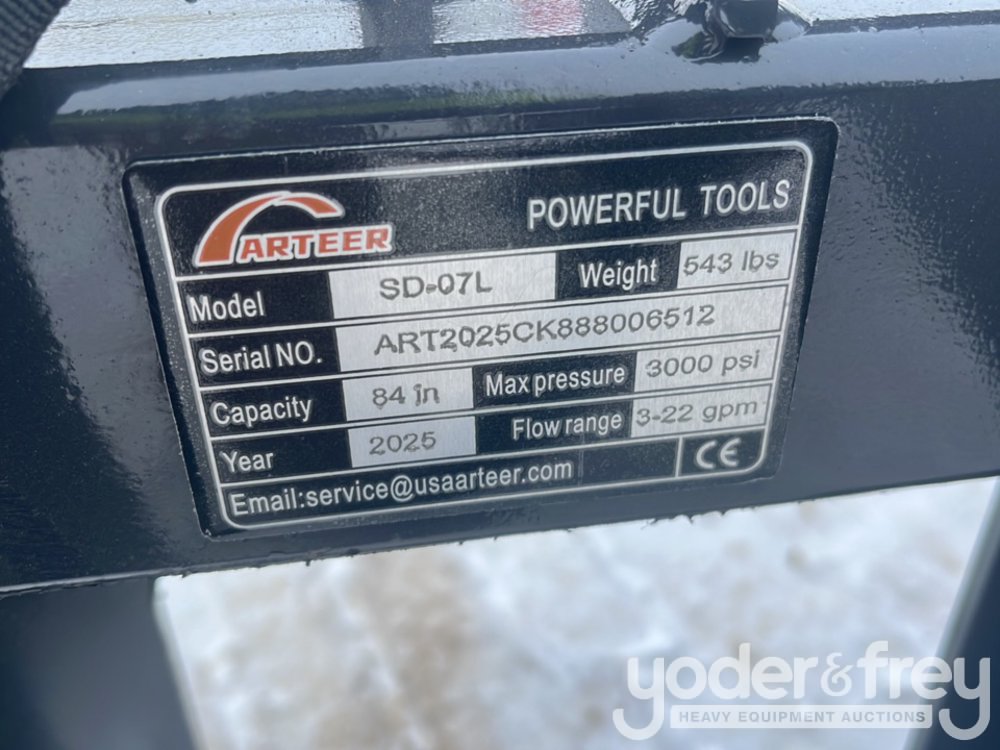 ARTEER POWERFUL TOOLS
Model SD-07L Weight 543 lbs
Serial NO. ART2025CK888006512
Capacity 84 in Max pressure 3000 psi
Year 2025 Flow range 3-22 gpm
Email:service@usaarteer.com CE
yoder&frey
HEAVY EQUIPMENT AUCTIONS